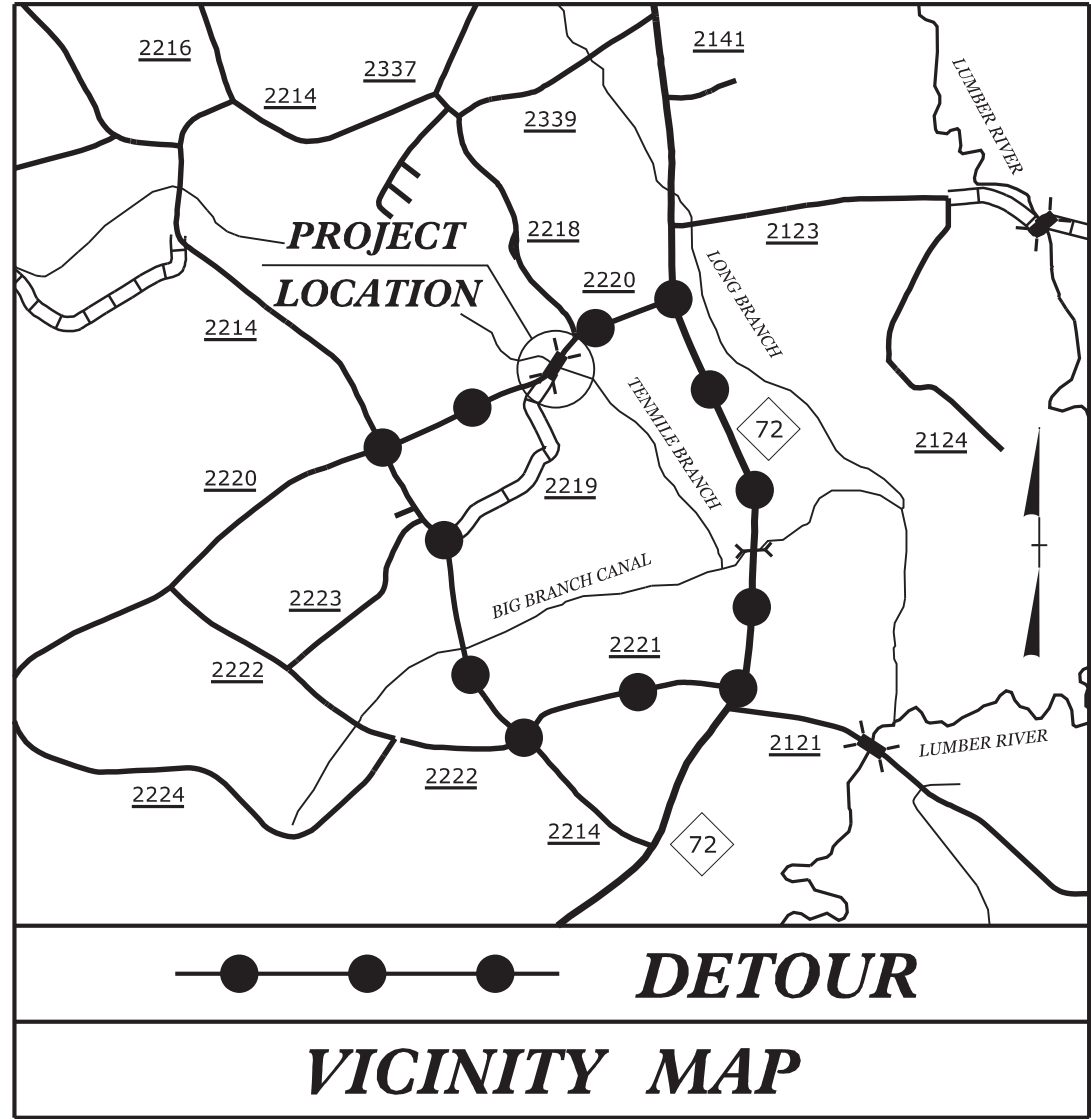 2216
2141
2337
2214
LUMBER RIVER
2339
PROJECT
2218
2123
LOCATION
2220
LONG BRANCH
2214
TENMILE BRANCH
72
2124
2220
2219
BIG BRANCH CANAL
2223
2221
2222
2121
LUMBER RIVER
2222
2224
2214
72
DETOUR
VICINITY MAP